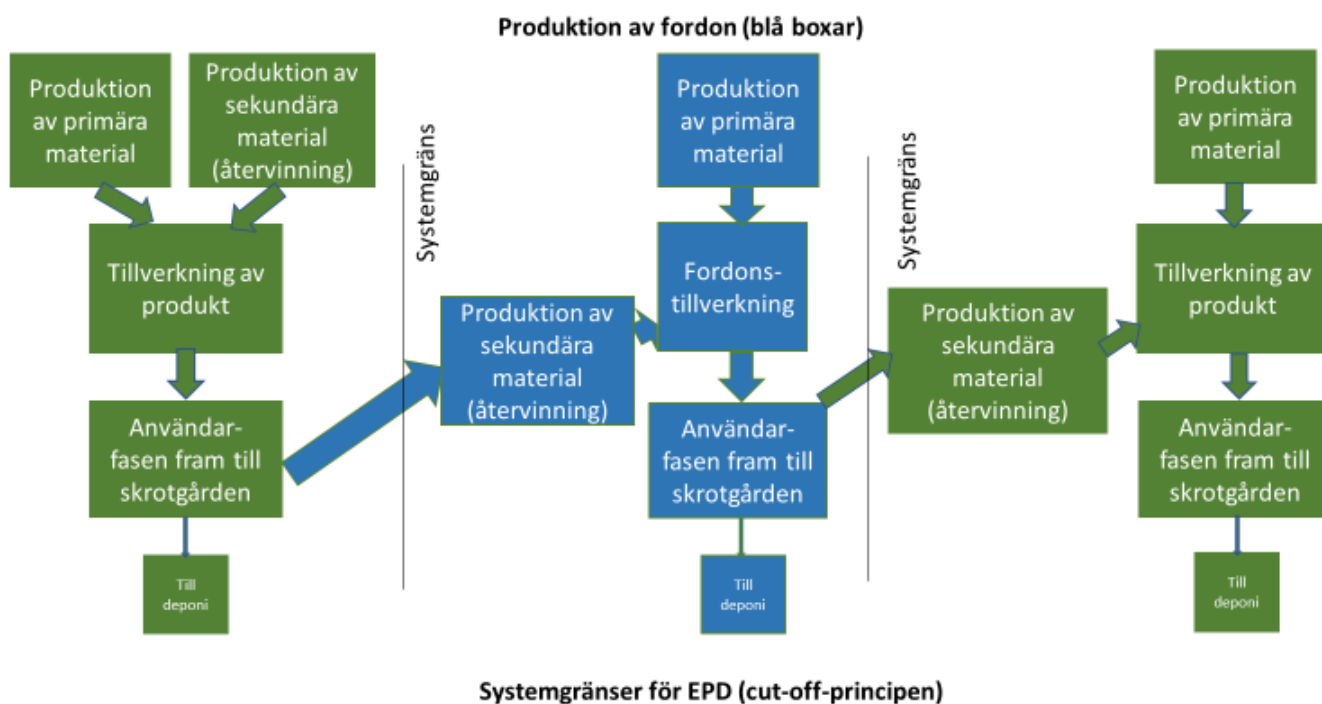 Produktion av fordon (blå boxar)
Produktion
av primära
material
Produktion av
sekundära
material
(återvinning)
Tillverkning av
produkt
Användar-
fasen fram till
skrotgården
Till
deponi
Systemgräns
Produktion av
sekundära
material
(återvinning)
Produktion
av primära
material
Fordons-
tillverkning
Användar-
fasen fram till
skrotgården
Till
deponi
Systemgräns
Produktion av
sekundära
material
(återvinning)
Produktion
av primära
material
Tillverkning av
produkt
Användar-
fasen fram till
skrotgården
Till
deponi
Systemgränser för EPD (cut-off-principen)